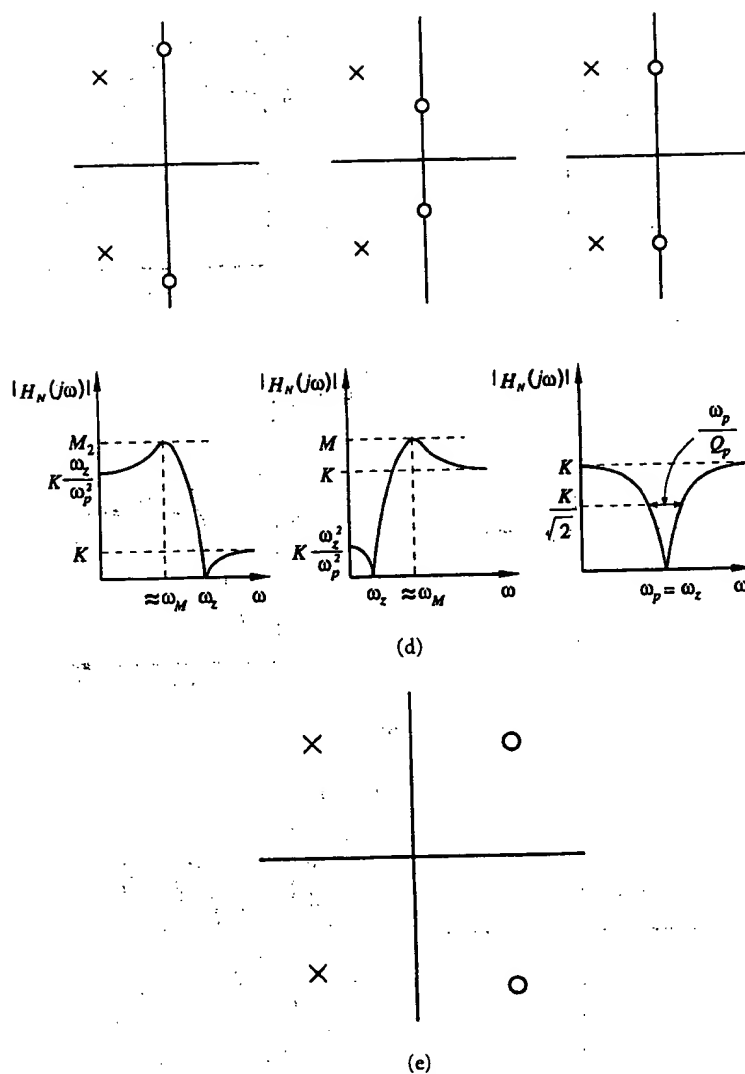 |H_N(jω)|
M_2
K ω_z/ω_p^2
K
≈ω_M ω_z ω
|H_N(jω)|
M
K
K ω_z^2/ω_p^2
ω_z ≈ω_M ω
|H_N(jω)|
ω_p/Q_p
K
K/√2
ω_p = ω_z ω
(d)
(e)